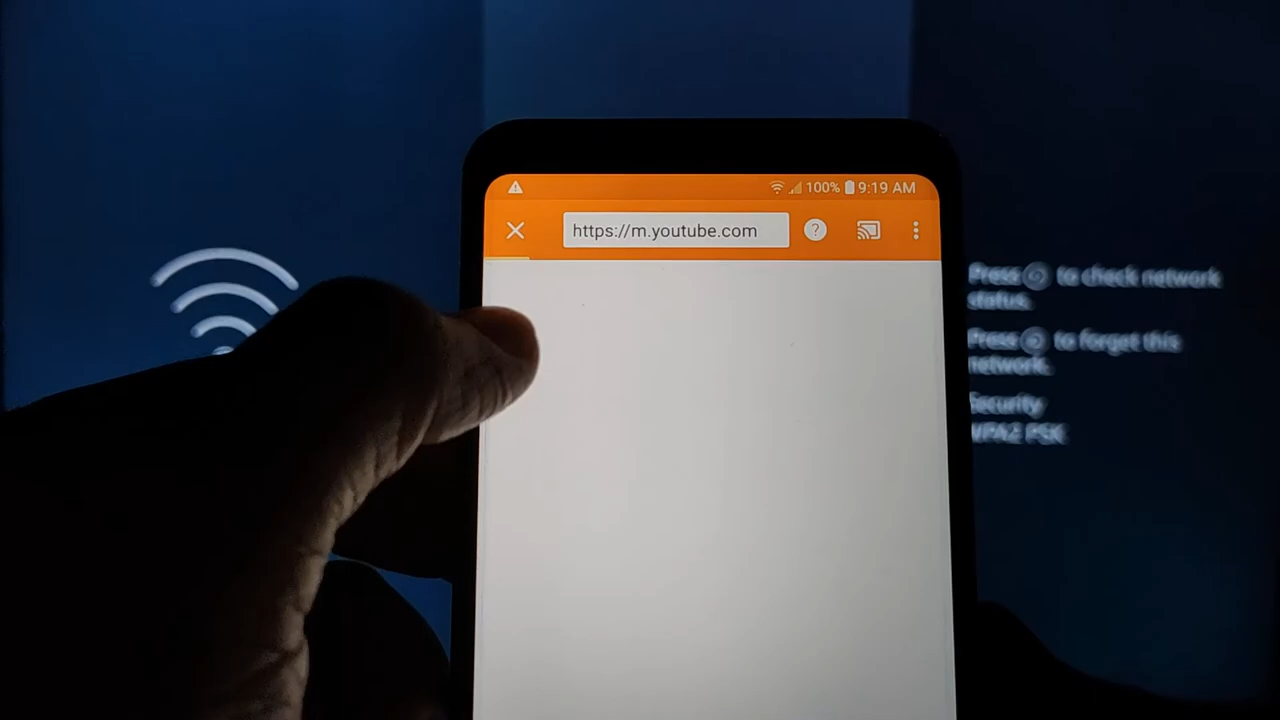 100% 9:19 AM
https://m.youtube.com
?
Press to check network
status.
Press to forget this
network.
Security
WPA2 PSK